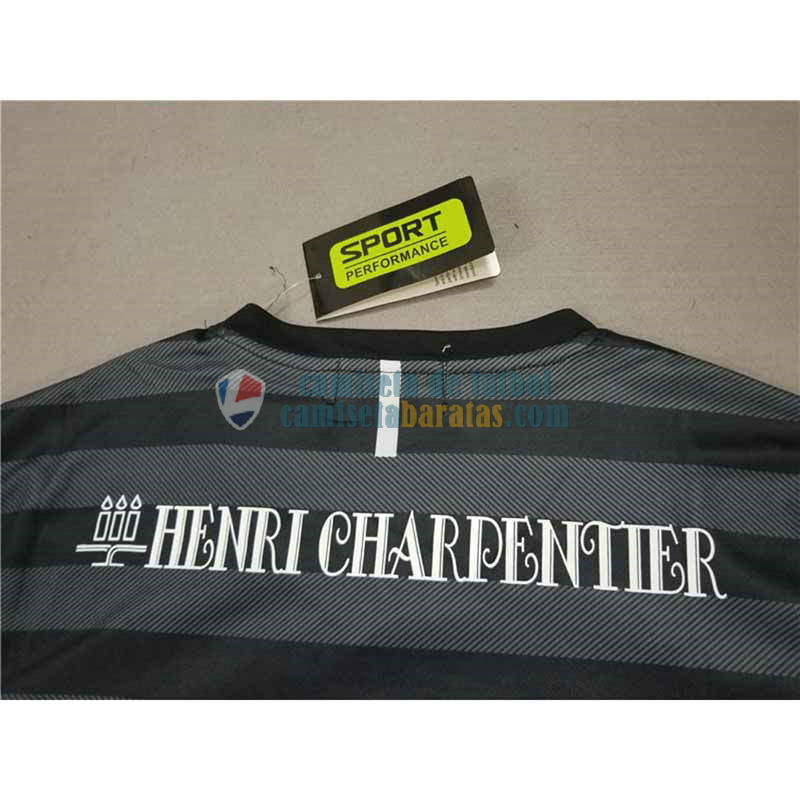 SPORT
PERFORMANCE
camiseta de futbol
camisetabaratas.com
HENRI CHARPENTIER